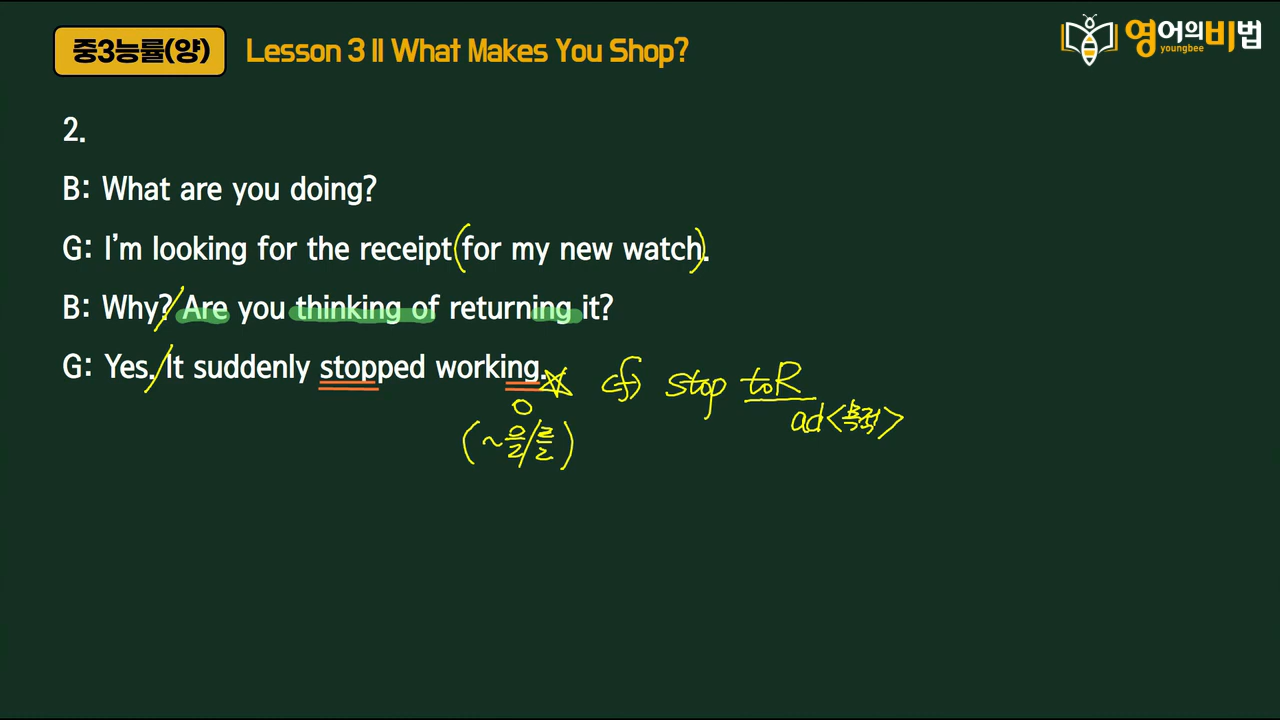 중3능률(양) Lesson 3 II What Makes You Shop?
영어의비법
youngbee
2.
B: What are you doing?
G: I'm looking for the receipt (for my new watch).
B: Why? / Are you thinking of returning it?
G: Yes. / It suddenly stopped working. ☆ cf) stop to R
O ad<목적>
(~을/를)